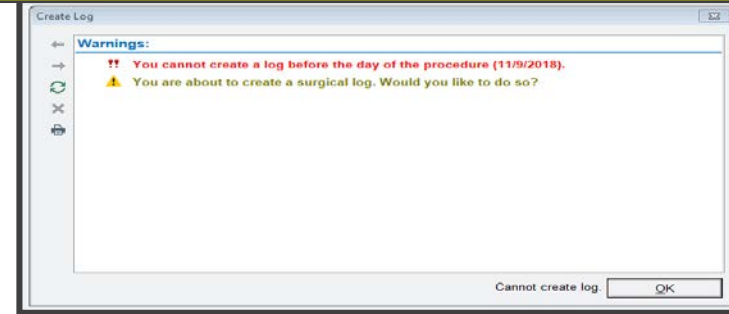 Create Log
Warnings:
You cannot create a log before the day of the procedure (11/9/2018).
You are about to create a surgical log. Would you like to do so?
Cannot create log. OK